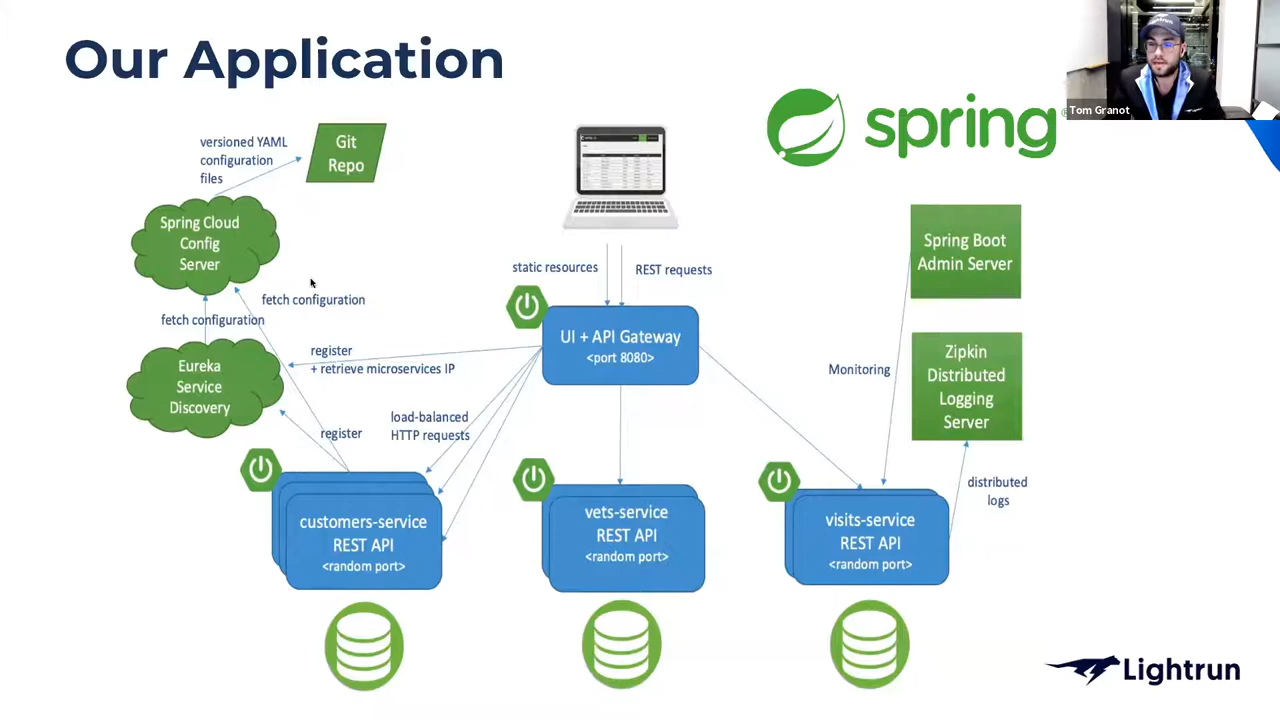 Our Application
lightrun
Tom Granot
spring
versioned YAML
configuration
files
Git
Repo
Spring Cloud
Config
Server
static resources
REST requests
Spring Boot
Admin Server
fetch configuration
fetch configuration
UI + API Gateway
<port 8080>
register
+ retrieve microservices IP
Eureka
Service
Discovery
Monitoring
Zipkin
Distributed
Logging
Server
load-balanced
HTTP requests
register
distributed
logs
customers-service
REST API
<random port>
vets-service
REST API
<random port>
visits-service
REST API
<random port>
Lightrun